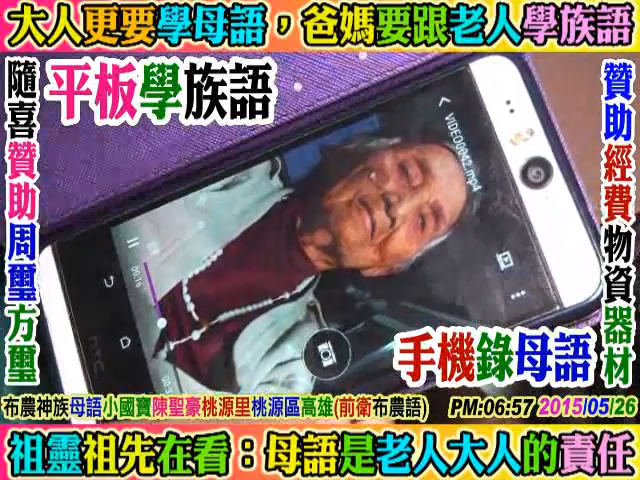 大人更要學母語，爸媽要跟老人學族語
隨喜贊助周璽方璽
平板學族語
贊助經費物資器材
VIDEO0042.mp4
00:16
htc
手機錄母語
布農神族母語小國寶陳聖豪桃源里桃源區高雄(前衛布農語) PM:06:57 2015/05/26
祖靈祖先在看：母語是老人大人的責任